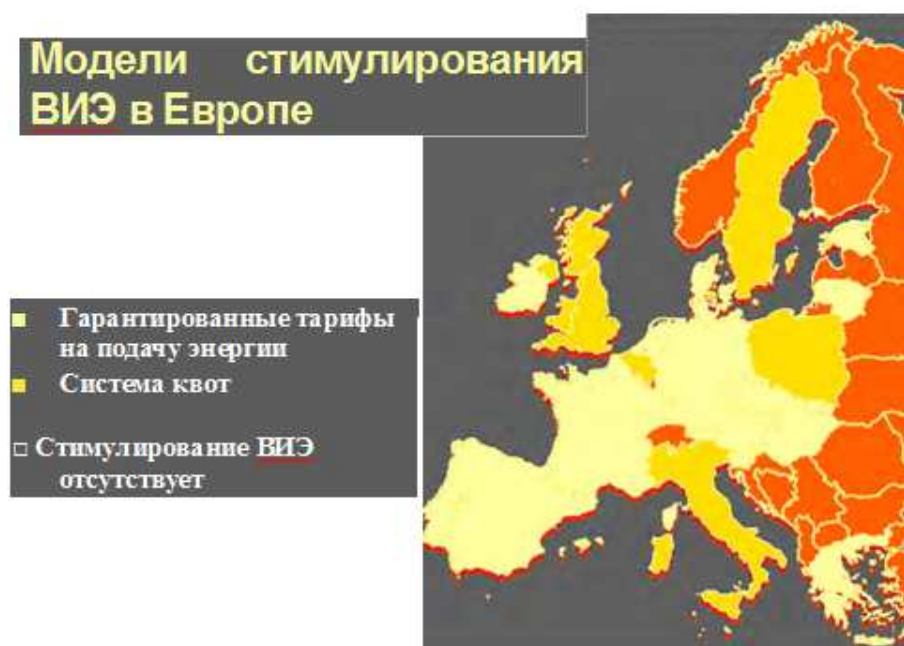 Модели стимулирования
ВИЭ в Европе
Гарантированные тарифы
на подачу энергии
Система квот
□ Стимулирование ВИЭ
отсутствует